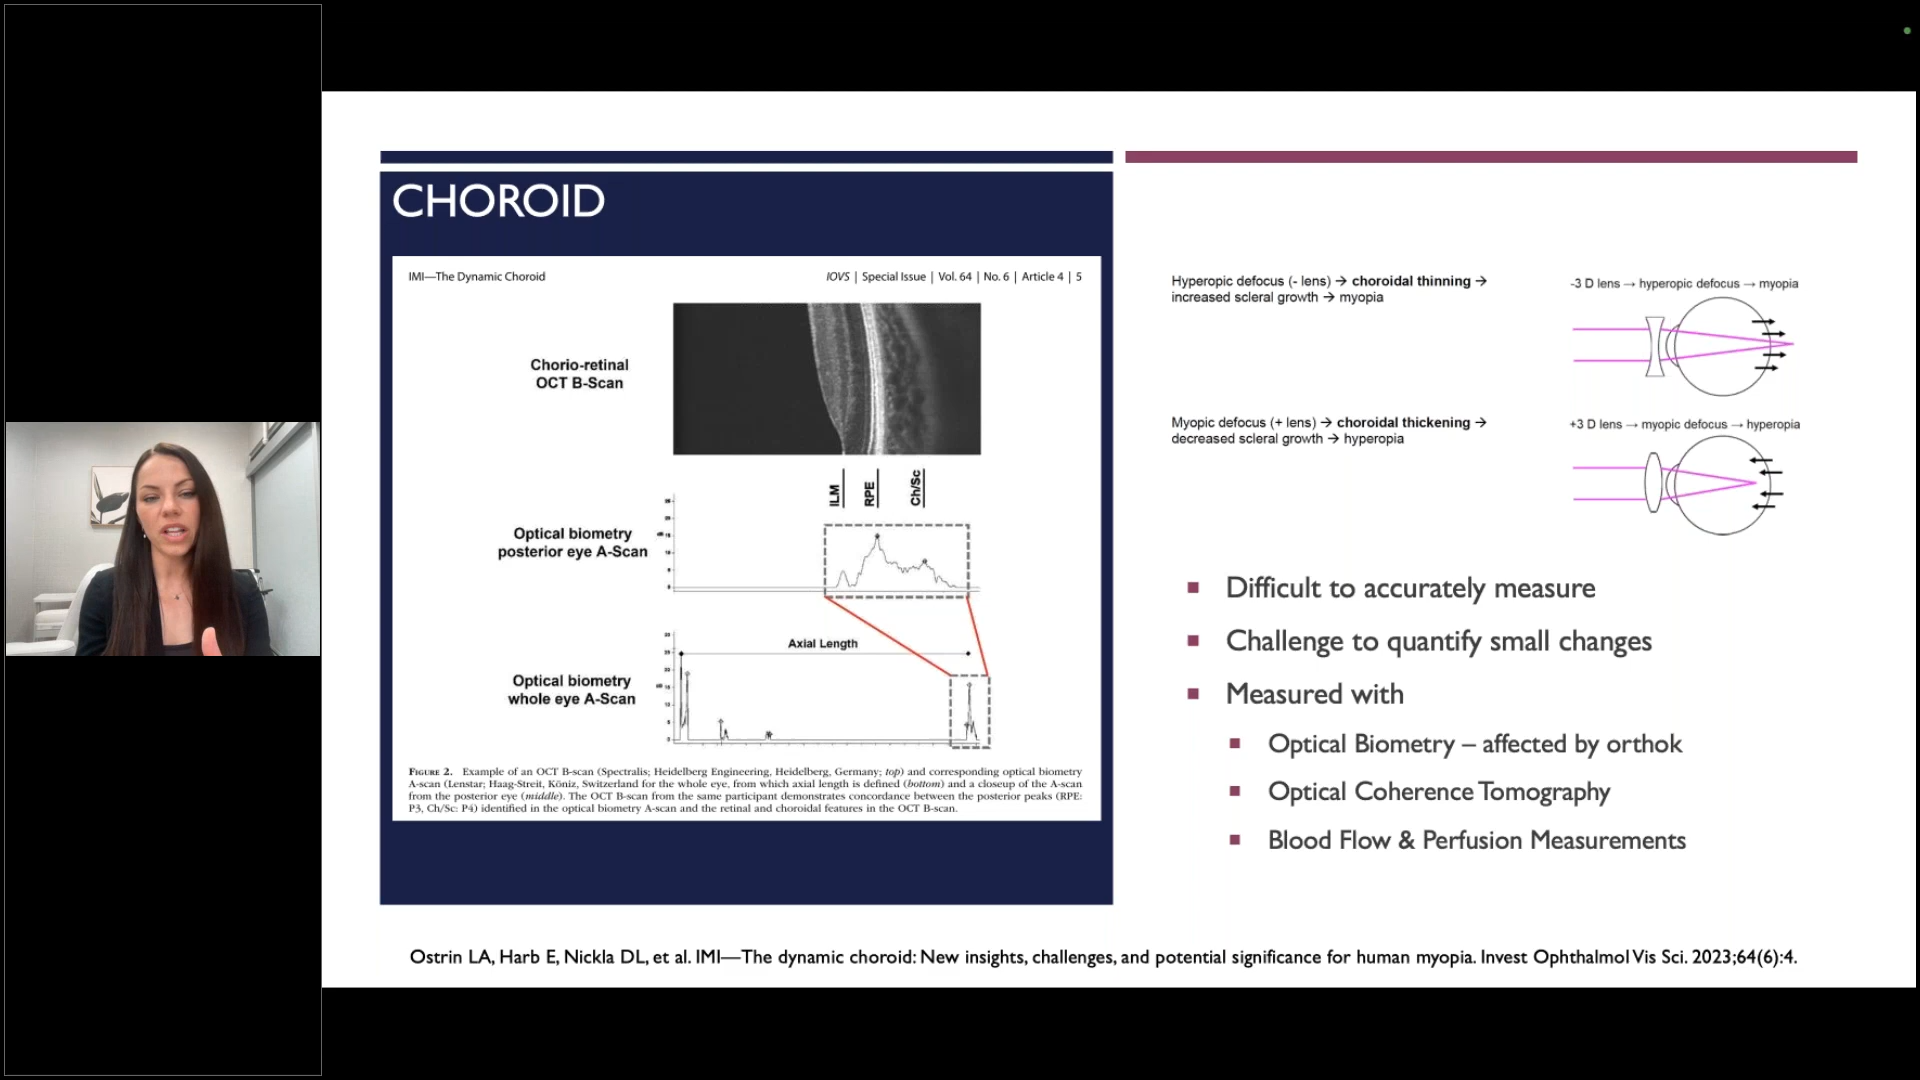 CHOROID
IMI—The Dynamic Choroid
IOVS | Special Issue | Vol. 64 | No. 6 | Article 4 | 5
Chorio-retinal
OCT B-Scan
ILM
RPE
Ch/Sc
Optical biometry
posterior eye A-Scan
Axial Length
Optical biometry
whole eye A-Scan
FIGURE 2. Example of an OCT B-scan (Spectralis; Heidelberg Engineering, Heidelberg, Germany; top) and corresponding optical biometry
A-scan (Lenstar; Haag-Streit, Köniz, Switzerland for the whole eye, from which axial length is defined (bottom) and a closeup of the A-scan
from the posterior eye (middle). The OCT B-scan from the same participant demonstrates concordance between the posterior peaks (RPE:
P3, Ch/Sc: P4) identified in the optical biometry A-scan and the retinal and choroidal features in the OCT B-scan.
Hyperopic defocus (- lens) → choroidal thinning →
increased scleral growth → myopia
-3 D lens → hyperopic defocus → myopia
Myopic defocus (+ lens) → choroidal thickening →
decreased scleral growth → hyperopia
+3 D lens → myopic defocus → hyperopia
▪ Difficult to accurately measure
▪ Challenge to quantify small changes
▪ Measured with
▪ Optical Biometry – affected by orthok
▪ Optical Coherence Tomography
▪ Blood Flow & Perfusion Measurements
Ostrin LA, Harb E, Nickla DL, et al. IMI—The dynamic choroid: New insights, challenges, and potential significance for human myopia. Invest Ophthalmol Vis Sci. 2023;64(6):4.